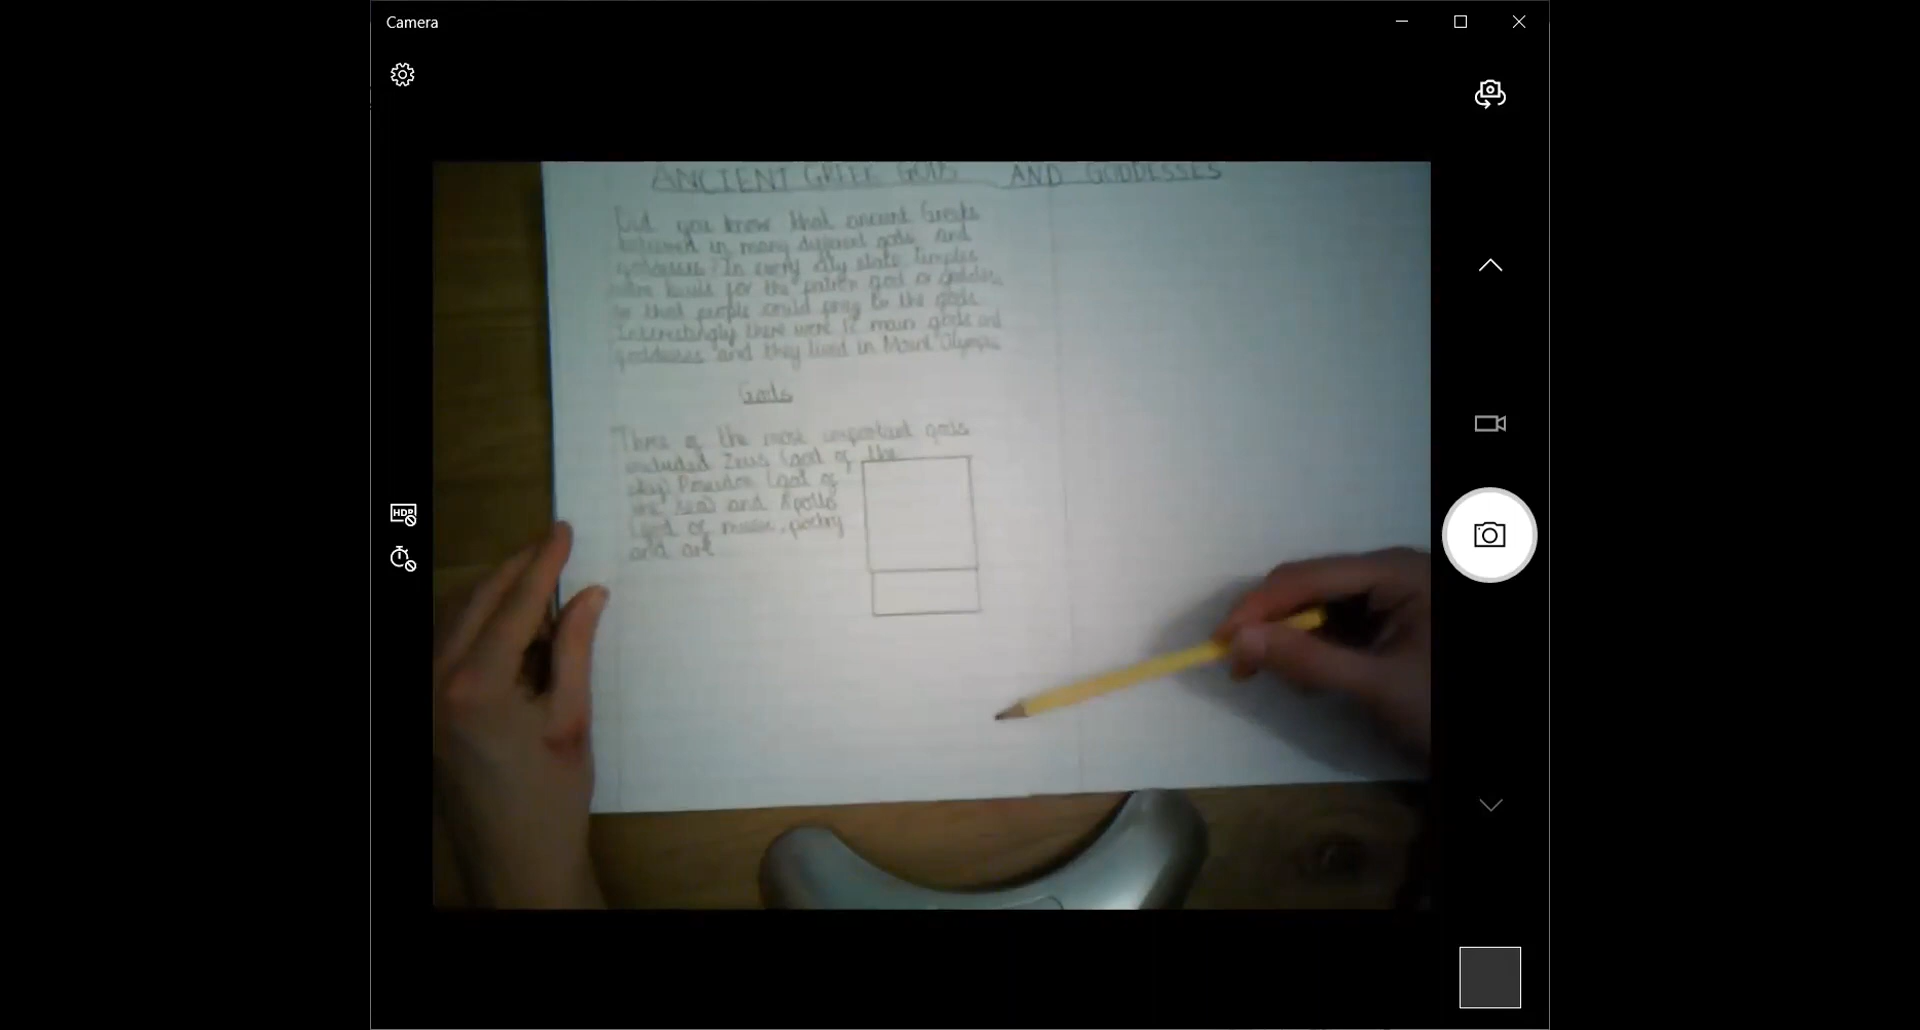 Camera
ANCIENT GREEK GODS AND GODDESSES
Did you know that ancient Greeks
believed in many different gods and
goddesses? In every city state temples
were built for the patron god or goddess
so that people could pray to the gods.
Interestingly there were 12 main gods and
goddesses and they lived in Mount Olympus
Gods
Three of the most important gods
included Zeus (god of the
sky) Poseidon (god of
the sea) and Apollo
(god of music, poetry
and art
HDR